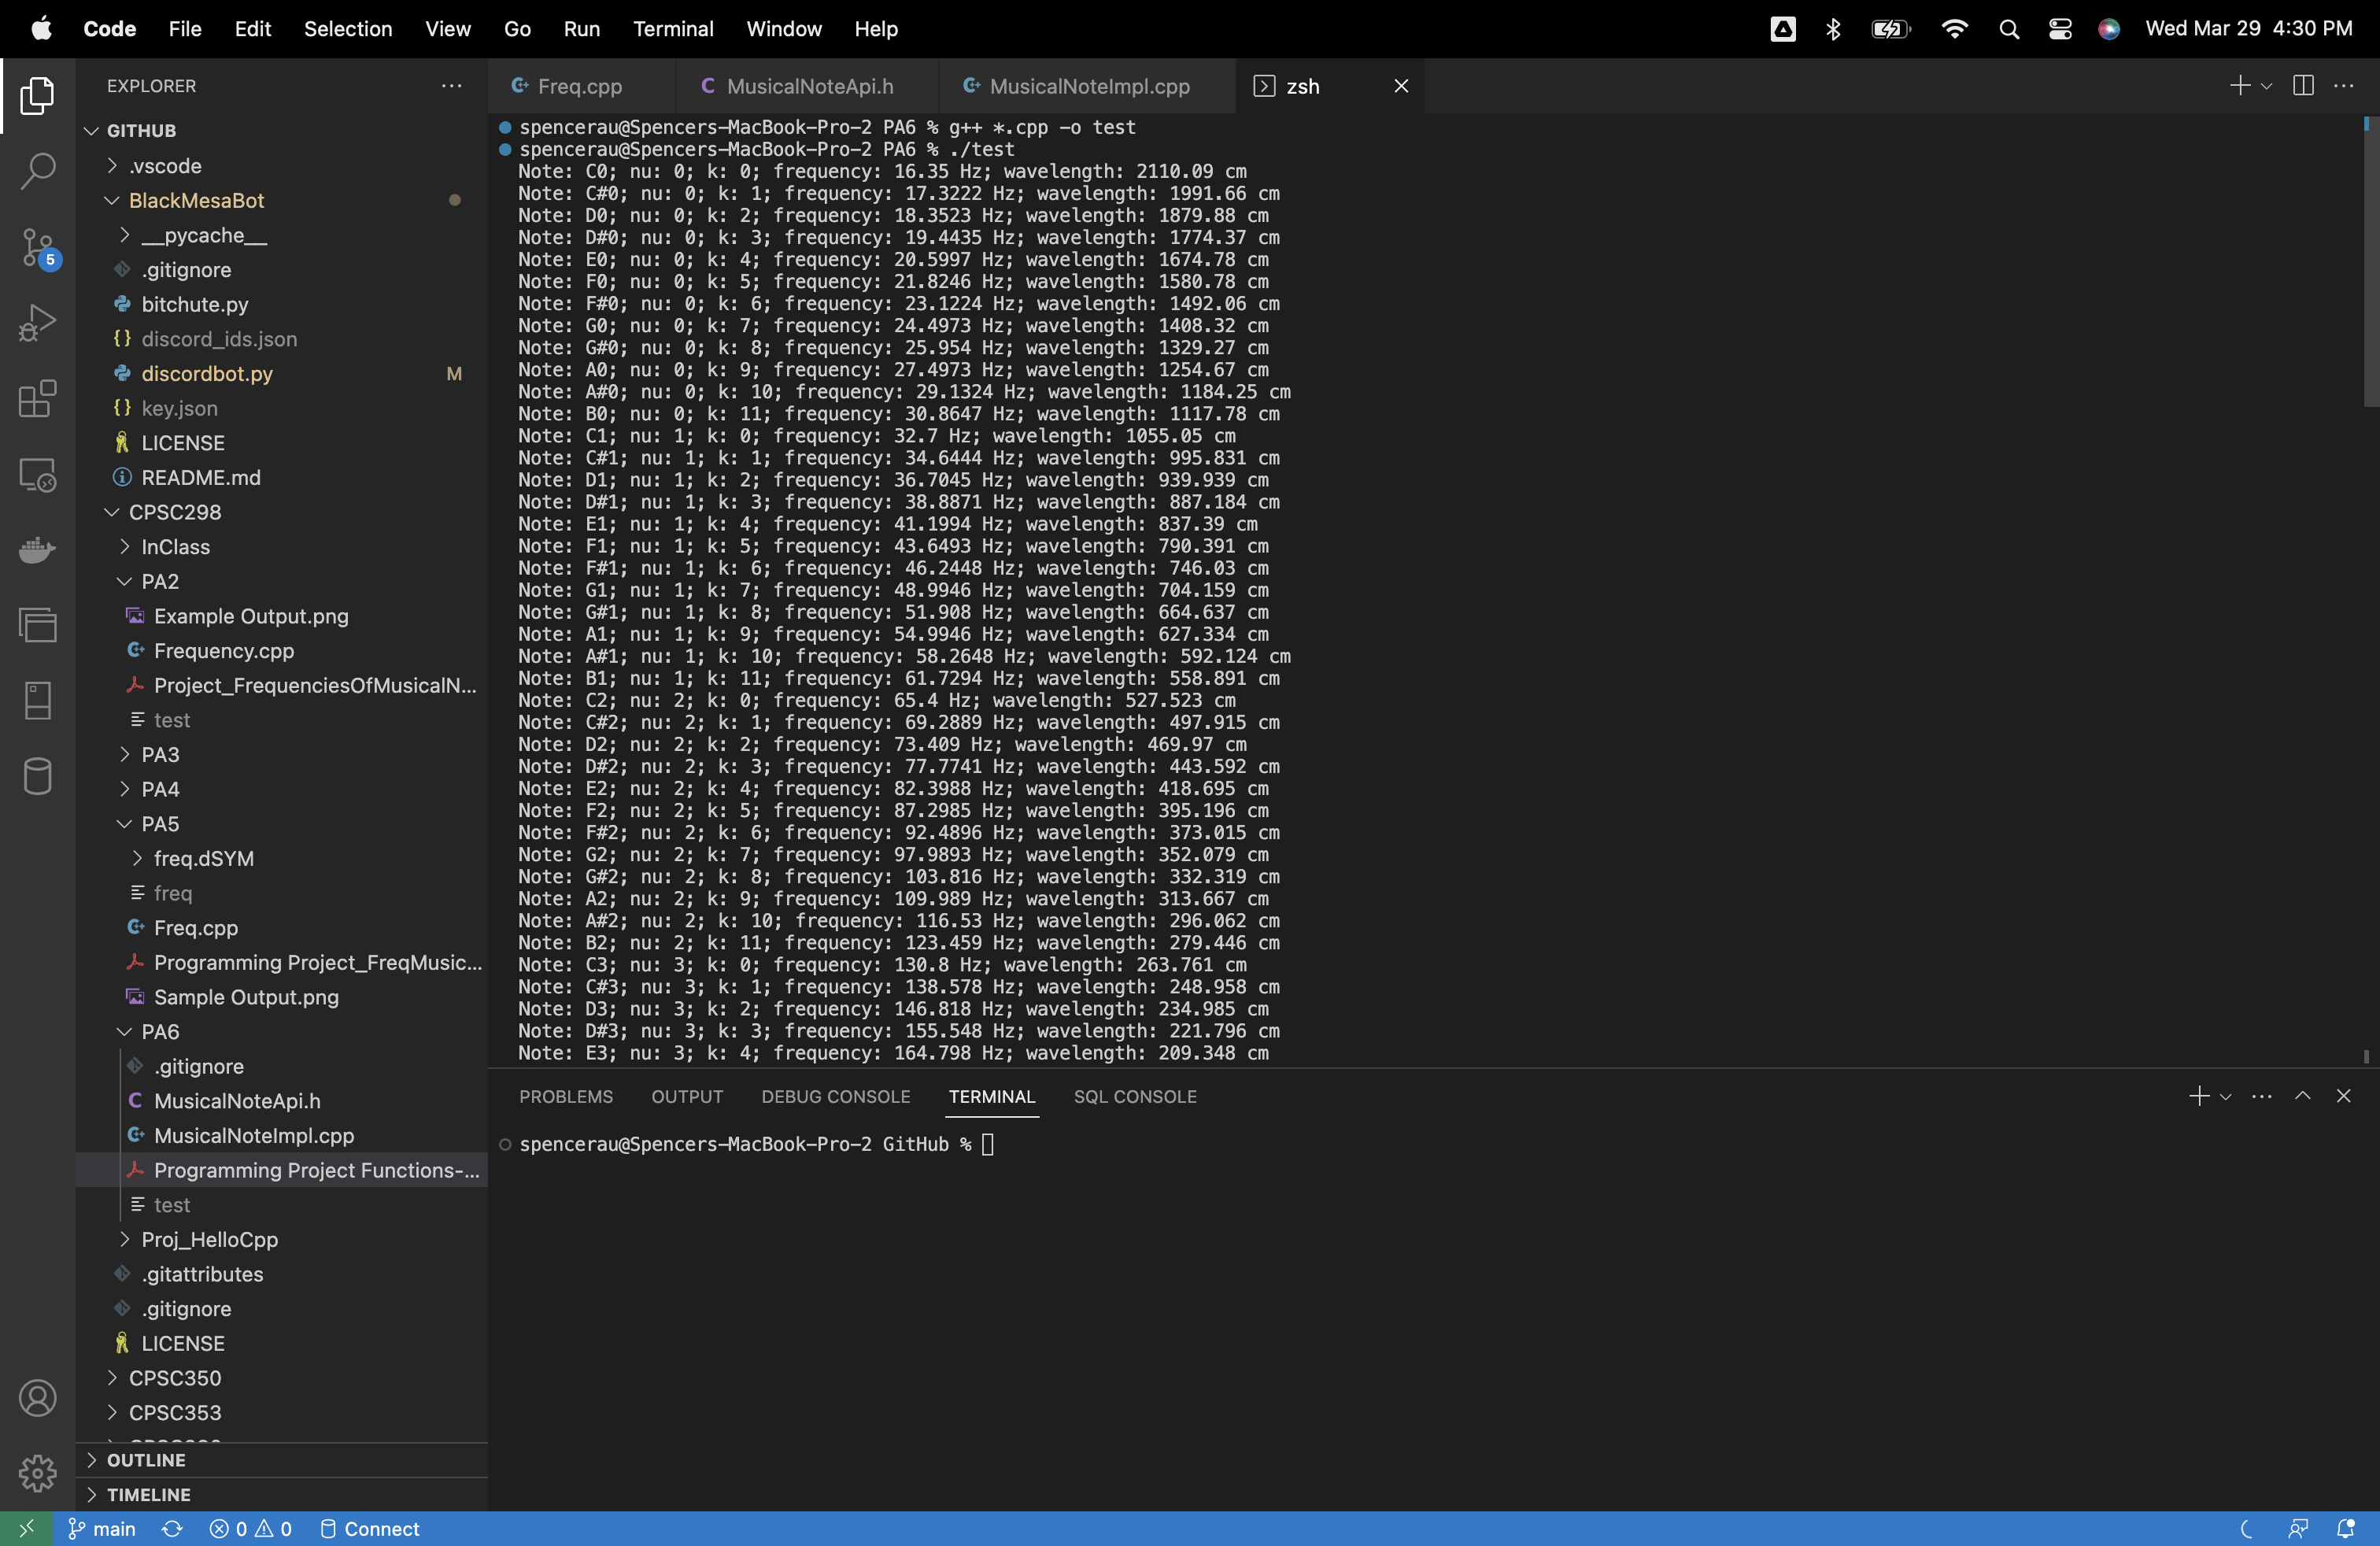 Code File Edit Selection View Go Run Terminal Window Help Wed Mar 29 4:30 PM
EXPLORER
GITHUB
.vscode
BlackMesaBot
__pycache__
.gitignore
bitchute.py
discord_ids.json
discordbot.py M
key.json
LICENSE
README.md
CPSC298
InClass
PA2
Example Output.png
Frequency.cpp
Project_FrequenciesOfMusicalN...
test
PA3
PA4
PA5
freq.dSYM
freq
Freq.cpp
Programming Project_FreqMusic...
Sample Output.png
PA6
.gitignore
MusicalNoteApi.h
MusicalNoteImpl.cpp
Programming Project Functions-...
test
Proj_HelloCpp
.gitattributes
.gitignore
LICENSE
CPSC350
CPSC353
OUTLINE
TIMELINE
5
Freq.cpp MusicalNoteApi.h MusicalNoteImpl.cpp zsh
spencerau@Spencers-MacBook-Pro-2 PA6 % g++ *.cpp -o test
spencerau@Spencers-MacBook-Pro-2 PA6 % ./test
Note: C0; nu: 0; k: 0; frequency: 16.35 Hz; wavelength: 2110.09 cm
Note: C#0; nu: 0; k: 1; frequency: 17.3222 Hz; wavelength: 1991.66 cm
Note: D0; nu: 0; k: 2; frequency: 18.3523 Hz; wavelength: 1879.88 cm
Note: D#0; nu: 0; k: 3; frequency: 19.4435 Hz; wavelength: 1774.37 cm
Note: E0; nu: 0; k: 4; frequency: 20.5997 Hz; wavelength: 1674.78 cm
Note: F0; nu: 0; k: 5; frequency: 21.8246 Hz; wavelength: 1580.78 cm
Note: F#0; nu: 0; k: 6; frequency: 23.1224 Hz; wavelength: 1492.06 cm
Note: G0; nu: 0; k: 7; frequency: 24.4973 Hz; wavelength: 1408.32 cm
Note: G#0; nu: 0; k: 8; frequency: 25.954 Hz; wavelength: 1329.27 cm
Note: A0; nu: 0; k: 9; frequency: 27.4973 Hz; wavelength: 1254.67 cm
Note: A#0; nu: 0; k: 10; frequency: 29.1324 Hz; wavelength: 1184.25 cm
Note: B0; nu: 0; k: 11; frequency: 30.8647 Hz; wavelength: 1117.78 cm
Note: C1; nu: 1; k: 0; frequency: 32.7 Hz; wavelength: 1055.05 cm
Note: C#1; nu: 1; k: 1; frequency: 34.6444 Hz; wavelength: 995.831 cm
Note: D1; nu: 1; k: 2; frequency: 36.7045 Hz; wavelength: 939.939 cm
Note: D#1; nu: 1; k: 3; frequency: 38.8871 Hz; wavelength: 887.184 cm
Note: E1; nu: 1; k: 4; frequency: 41.1994 Hz; wavelength: 837.39 cm
Note: F1; nu: 1; k: 5; frequency: 43.6493 Hz; wavelength: 790.391 cm
Note: F#1; nu: 1; k: 6; frequency: 46.2448 Hz; wavelength: 746.03 cm
Note: G1; nu: 1; k: 7; frequency: 48.9946 Hz; wavelength: 704.159 cm
Note: G#1; nu: 1; k: 8; frequency: 51.908 Hz; wavelength: 664.637 cm
Note: A1; nu: 1; k: 9; frequency: 54.9946 Hz; wavelength: 627.334 cm
Note: A#1; nu: 1; k: 10; frequency: 58.2648 Hz; wavelength: 592.124 cm
Note: B1; nu: 1; k: 11; frequency: 61.7294 Hz; wavelength: 558.891 cm
Note: C2; nu: 2; k: 0; frequency: 65.4 Hz; wavelength: 527.523 cm
Note: C#2; nu: 2; k: 1; frequency: 69.2889 Hz; wavelength: 497.915 cm
Note: D2; nu: 2; k: 2; frequency: 73.409 Hz; wavelength: 469.97 cm
Note: D#2; nu: 2; k: 3; frequency: 77.7741 Hz; wavelength: 443.592 cm
Note: E2; nu: 2; k: 4; frequency: 82.3988 Hz; wavelength: 418.695 cm
Note: F2; nu: 2; k: 5; frequency: 87.2985 Hz; wavelength: 395.196 cm
Note: F#2; nu: 2; k: 6; frequency: 92.4896 Hz; wavelength: 373.015 cm
Note: G2; nu: 2; k: 7; frequency: 97.9893 Hz; wavelength: 352.079 cm
Note: G#2; nu: 2; k: 8; frequency: 103.816 Hz; wavelength: 332.319 cm
Note: A2; nu: 2; k: 9; frequency: 109.989 Hz; wavelength: 313.667 cm
Note: A#2; nu: 2; k: 10; frequency: 116.53 Hz; wavelength: 296.062 cm
Note: B2; nu: 2; k: 11; frequency: 123.459 Hz; wavelength: 279.446 cm
Note: C3; nu: 3; k: 0; frequency: 130.8 Hz; wavelength: 263.761 cm
Note: C#3; nu: 3; k: 1; frequency: 138.578 Hz; wavelength: 248.958 cm
Note: D3; nu: 3; k: 2; frequency: 146.818 Hz; wavelength: 234.985 cm
Note: D#3; nu: 3; k: 3; frequency: 155.548 Hz; wavelength: 221.796 cm
Note: E3; nu: 3; k: 4; frequency: 164.798 Hz; wavelength: 209.348 cm
PROBLEMS OUTPUT DEBUG CONSOLE TERMINAL SQL CONSOLE
spencerau@Spencers-MacBook-Pro-2 GitHub %
main 0 0 Connect